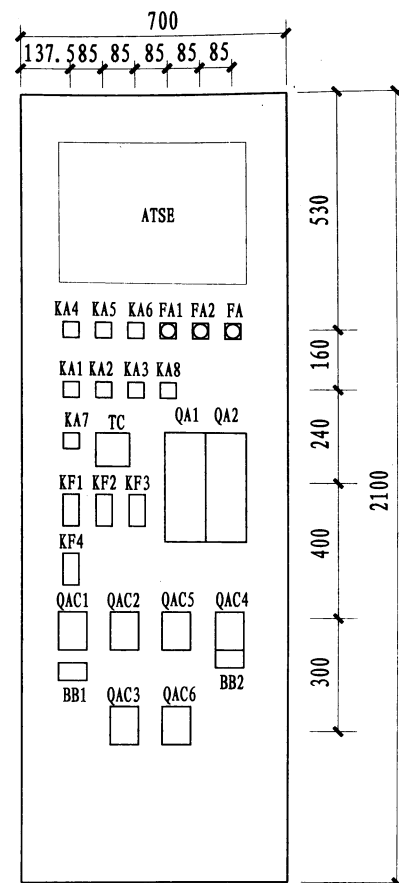 700
137.5 85 85 85 85 85
ATSE
530
KA4 KA5 KA6 FA1 FA2 FA
160
KA1 KA2 KA3 KA8
KA7 TC QA1 QA2
240
KF1 KF2 KF3
2100
400
KF4
QAC1 QAC2 QAC5 QAC4
300
BB1 BB2
QAC3 QAC6